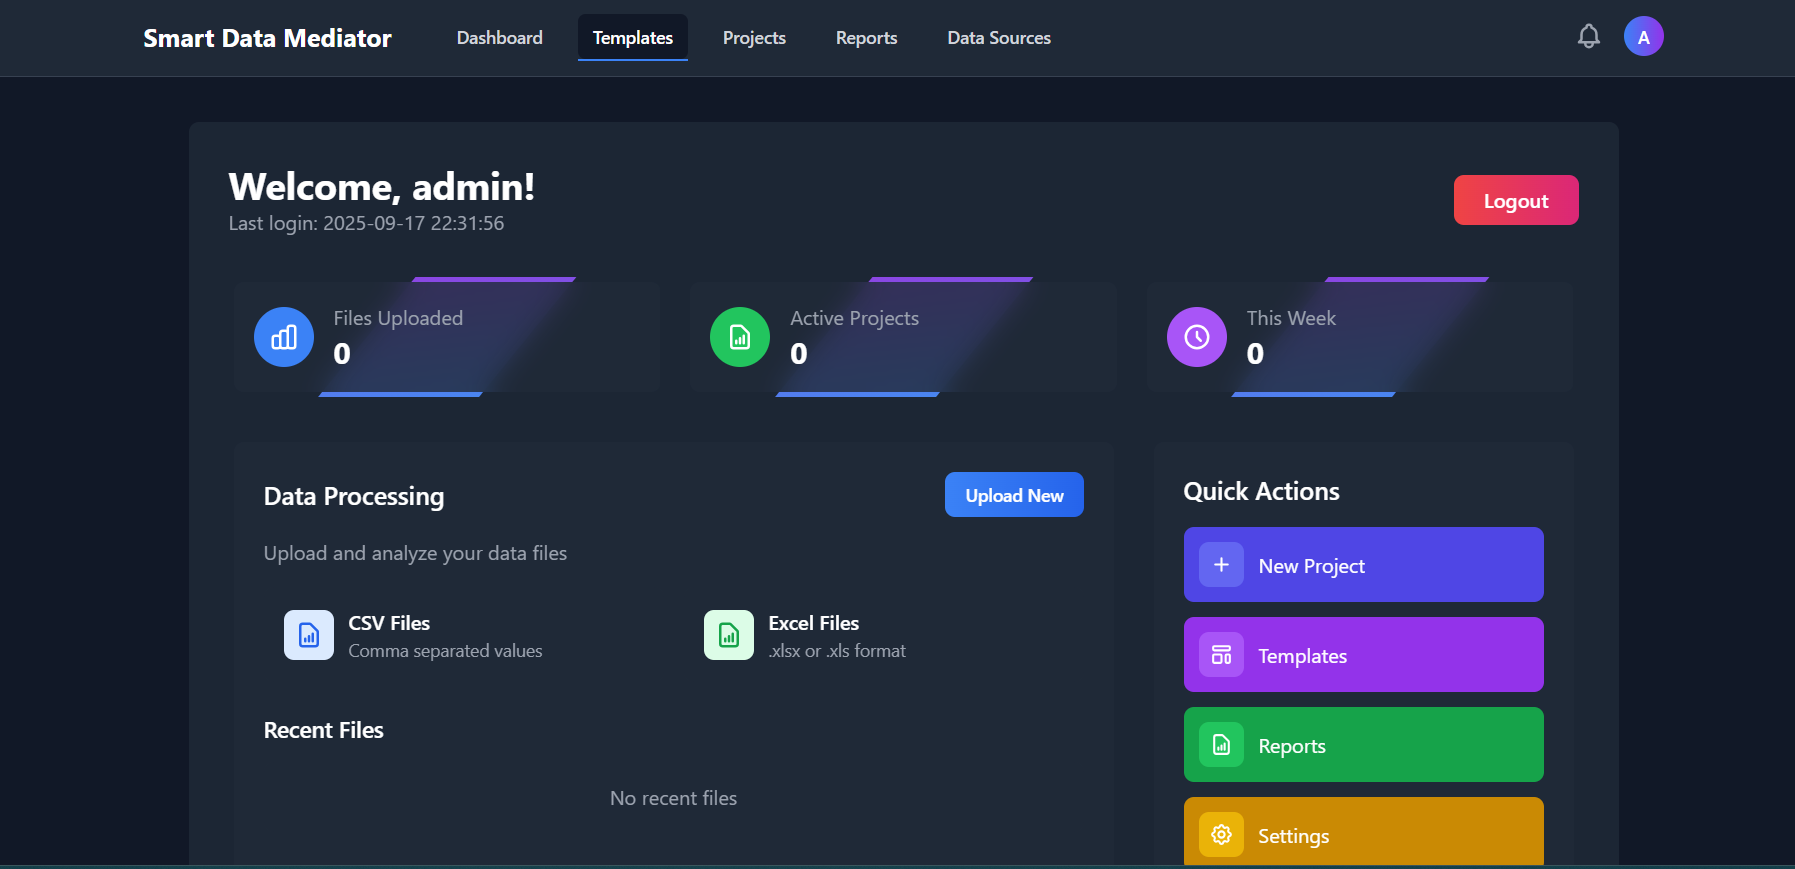 Smart Data Mediator
Dashboard
Templates
Projects
Reports
Data Sources
A
Welcome, admin!
Last login: 2025-09-17 22:31:56
Logout
Files Uploaded
0
Active Projects
0
This Week
0
Data Processing
Upload New
Upload and analyze your data files
CSV Files
Comma separated values
Excel Files
.xlsx or .xls format
Recent Files
No recent files
Quick Actions
New Project
Templates
Reports
Settings